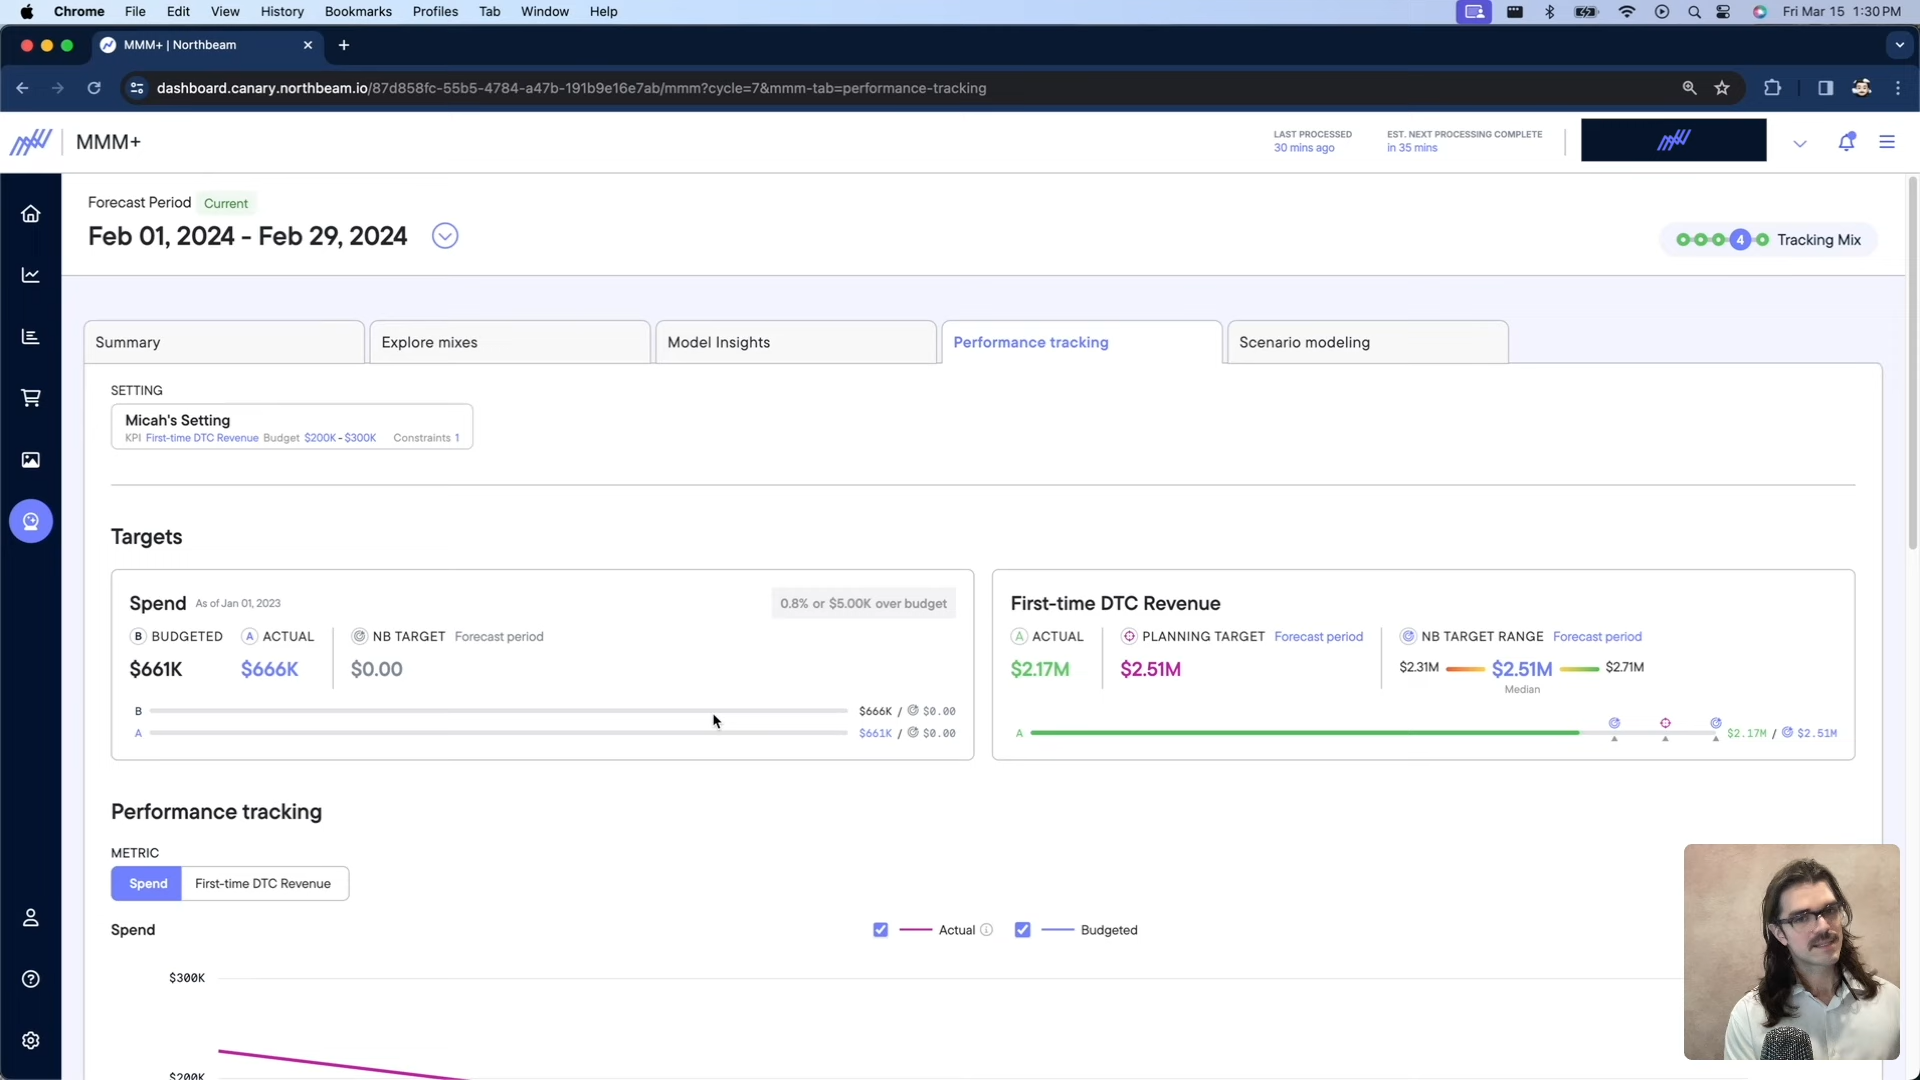 Chrome File Edit View History Bookmarks Profiles Tab Window Help Fri Mar 15 1:30 PM
MMM+ | Northbeam
dashboard.canary.northbeam.io/87d858fc-55b5-4784-a47b-191b9e16e7ab/mmm?cycle=7&mmm-tab=performance-tracking
MMM+
LAST PROCESSED
30 mins ago
EST. NEXT PROCESSING COMPLETE
in 35 mins
Forecast Period Current
Feb 01, 2024 - Feb 29, 2024
4 Tracking Mix
Summary Explore mixes Model Insights Performance tracking Scenario modeling
SETTING
Micah's Setting
KPI First-time DTC Revenue Budget $200K - $300K Constraints 1
Targets
Spend As of Jan 01, 2023 0.8% or $5.00K over budget
B BUDGETED A ACTUAL NB TARGET Forecast period
$661K $666K $0.00
B $666K / $0.00
A $661K / $0.00
First-time DTC Revenue
A ACTUAL PLANNING TARGET Forecast period NB TARGET RANGE Forecast period
$2.17M $2.51M $2.31M $2.51M $2.71M
Median
A $2.17M / $2.51M
Performance tracking
METRIC
Spend First-time DTC Revenue
Spend Actual Budgeted
$300K
$200K